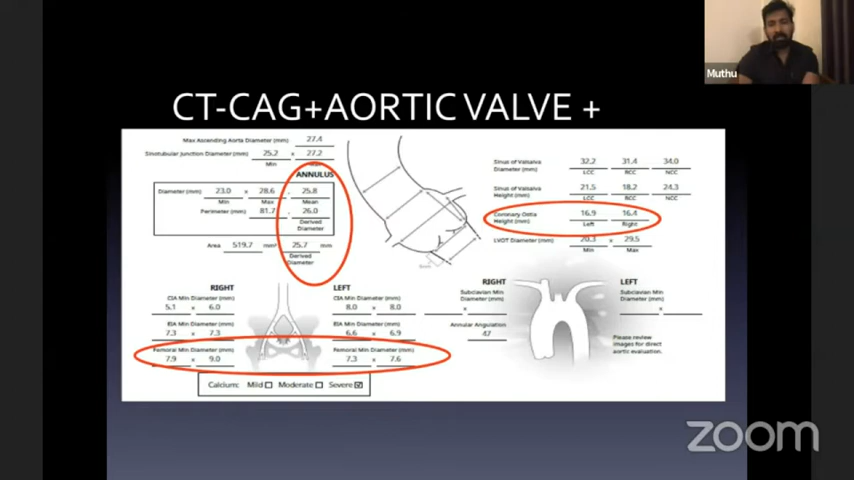 Muthu
CT-CAG+AORTIC VALVE +
Max Ascending Aorta Diameter (mm) 27.4
Sinotubular Junction Diameter (mm) 25.2 x 27.2
Min Max
ANNULUS
Diameter (mm) 23.0 x 28.6 , 25.8
Min Max Mean
Perimeter (mm) 81.7 , 26.0
Derived Diameter
Area 519.7 mm² 25.7 mm
Derived Diameter
Sinus of Valsalva Diameter (mm) 32.2 31.4 34.0
LCC RCC NCC
Sinus of Valsalva Height (mm) 21.5 18.2 24.3
LCC RCC NCC
Coronary Ostia Height (mm) 16.9 16.4
Left Right
LVOT Diameter (mm) 20.3 x 29.5
Min Max
RIGHT
CIA Min Diameter (mm)
5.1 x 6.0
EIA Min Diameter (mm)
7.3 x 7.3
Femoral Min Diameter (mm)
7.9 x 9.0
LEFT
CIA Min Diameter (mm)
8.0 x 8.0
EIA Min Diameter (mm)
6.6 x 6.9
Femoral Min Diameter (mm)
7.3 x 7.6
Calcium: Mild Moderate Severe
RIGHT
Subclavian Min Diameter (mm)
x
Annular Angulation
47
LEFT
Subclavian Min Diameter (mm)
x
Please review
images for direct
aortic evaluation.
zoom